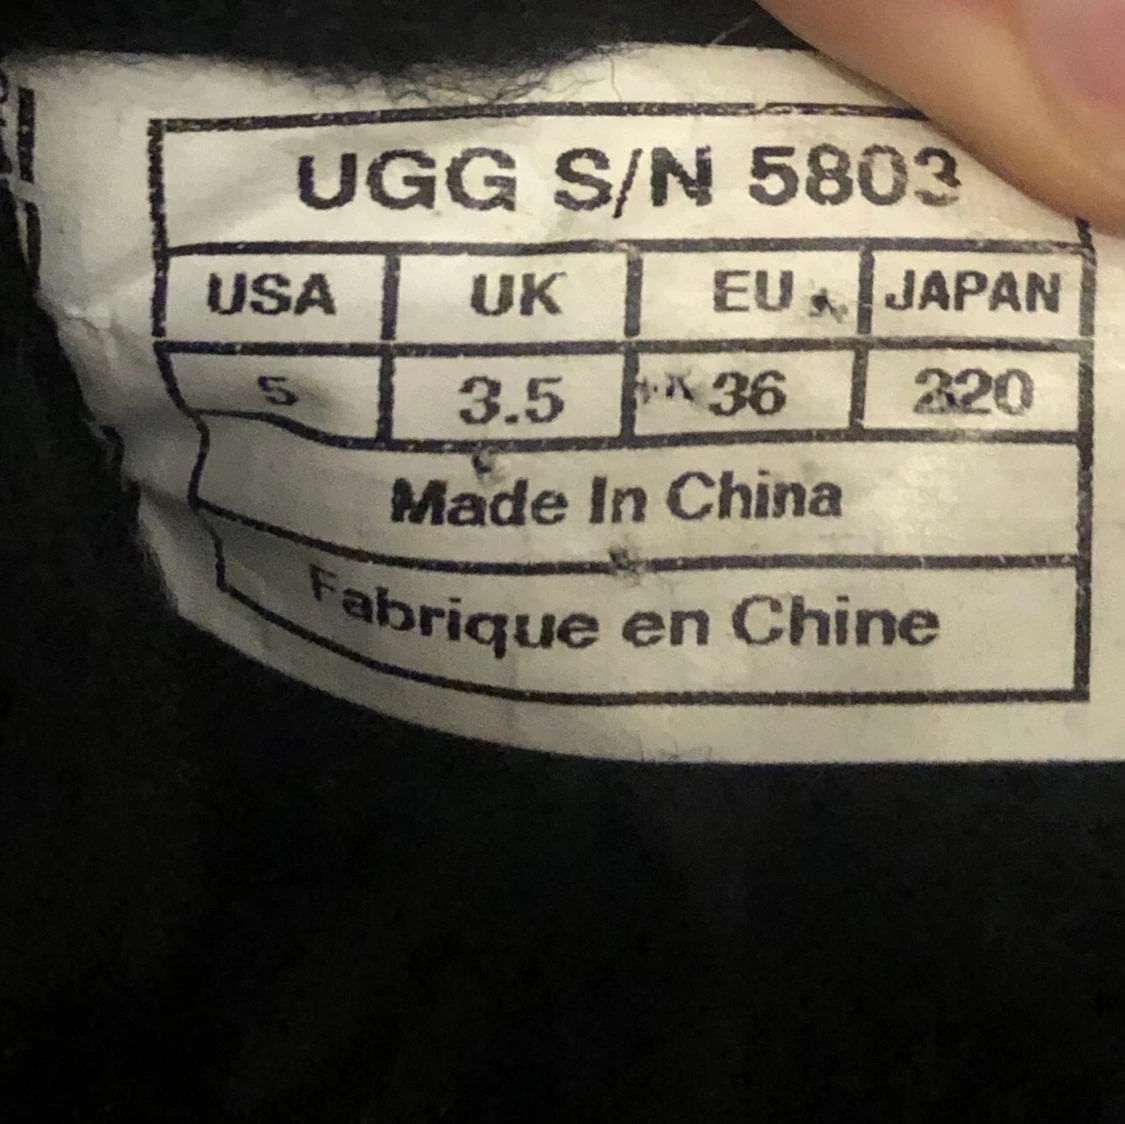 UGG S/N 5803
USA UK EU JAPAN
5 3.5 36 220
Made In China
Fabrique en Chine